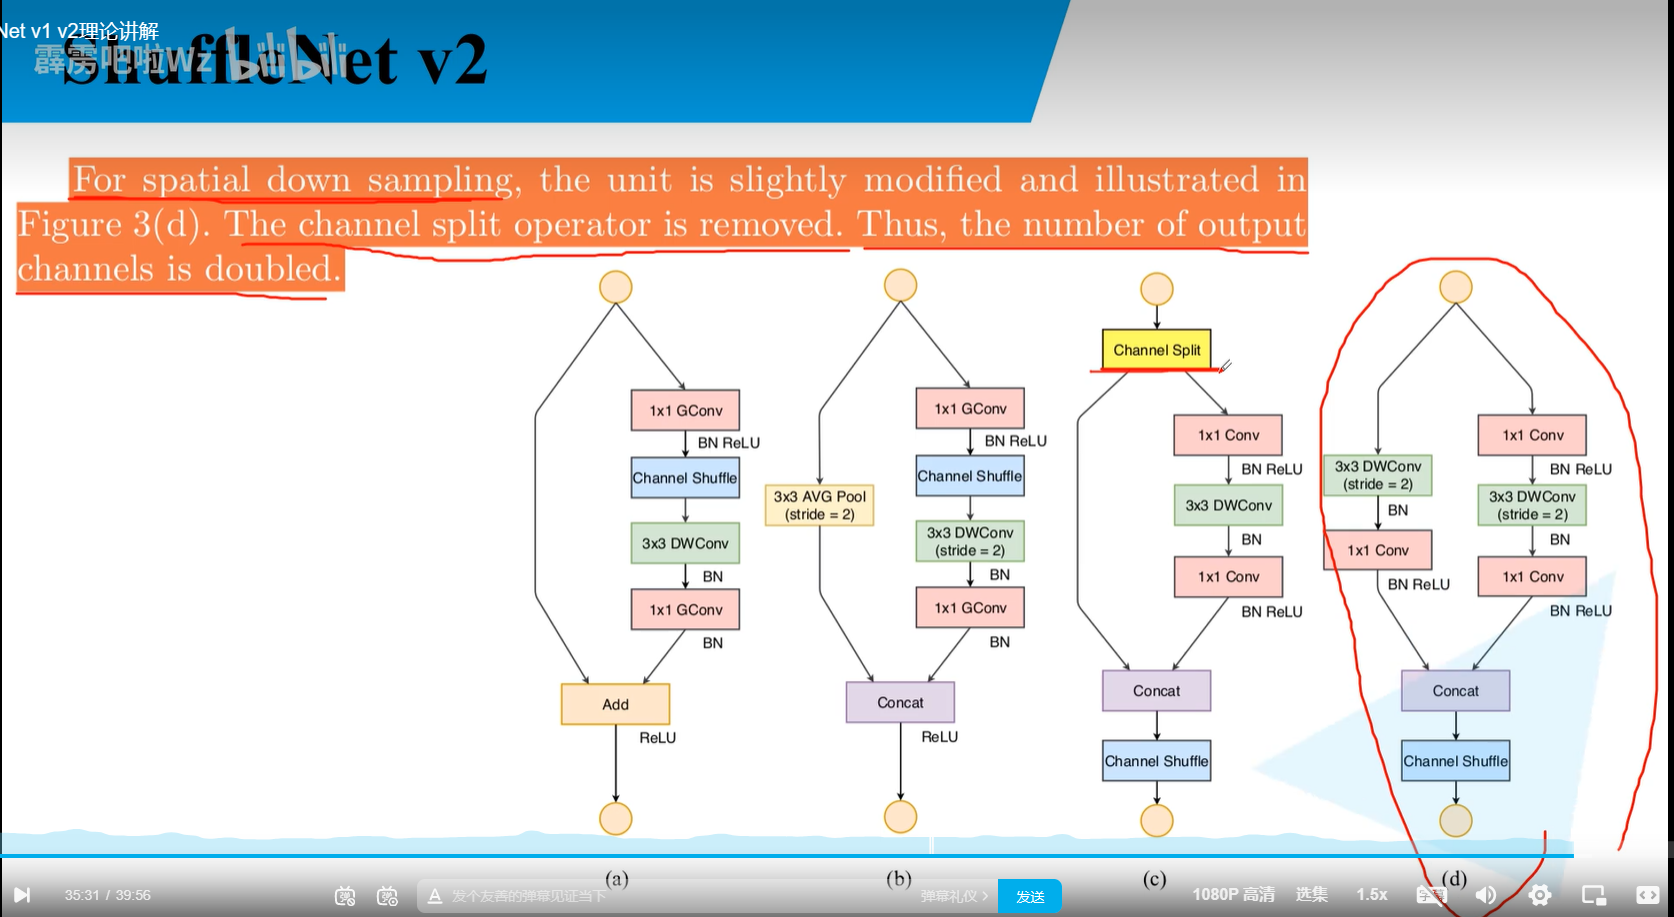 Net v1 v2理论讲解
霹雳吧啦Wz bilibili
ShuffleNet v2
For spatial down sampling, the unit is slightly modified and illustrated in
Figure 3(d). The channel split operator is removed. Thus, the number of output
channels is doubled.
1x1 GConv
BN ReLU
Channel Shuffle
3x3 DWConv
BN
1x1 GConv
BN
Add
ReLU
(a)
3x3 AVG Pool
(stride = 2)
1x1 GConv
BN ReLU
Channel Shuffle
3x3 DWConv
(stride = 2)
BN
1x1 GConv
BN
Concat
ReLU
(b)
Channel Split
1x1 Conv
BN ReLU
3x3 DWConv
BN
1x1 Conv
BN ReLU
Concat
Channel Shuffle
(c)
3x3 DWConv
(stride = 2)
BN
1x1 Conv
BN ReLU
1x1 Conv
BN ReLU
3x3 DWConv
(stride = 2)
BN
1x1 Conv
BN ReLU
Concat
Channel Shuffle
(d)
35:31 / 39:56
弹
弹
A 发个友善的弹幕见证当下
弹幕礼仪 >
发送
1080P 高清
选集
1.5x
字幕